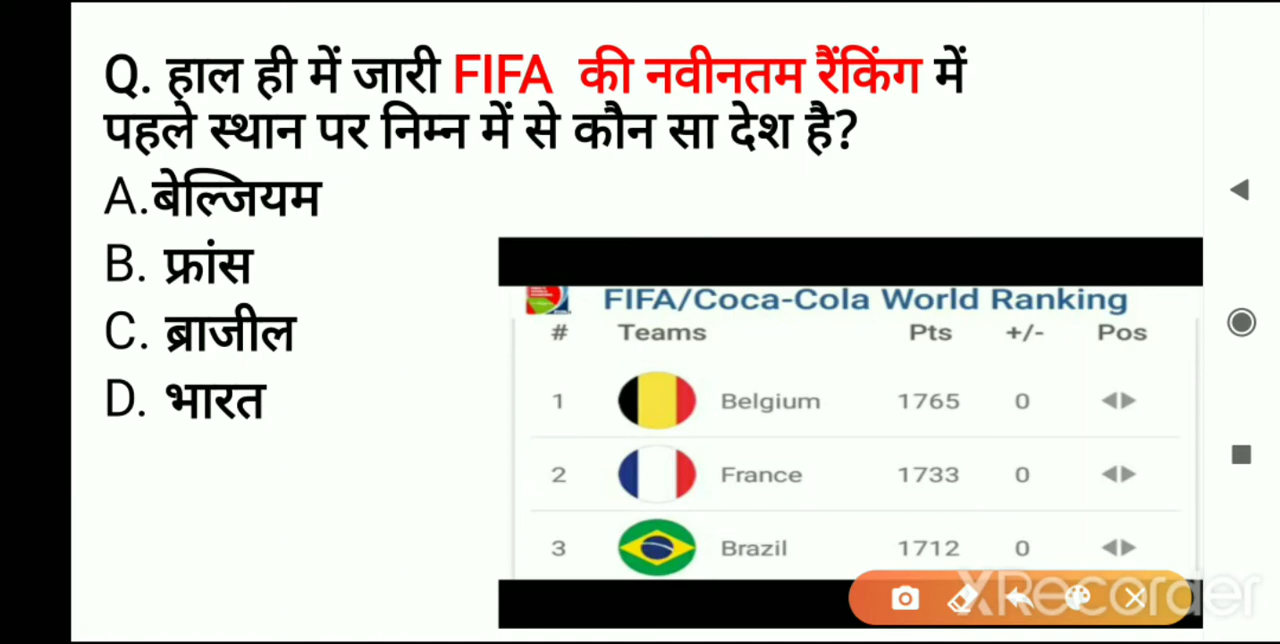 Q. हाल ही में जारी FIFA की नवीनतम रैंकिंग में
पहले स्थान पर निम्न में से कौन सा देश है?
A.बेल्जियम
B. फ्रांस
C. ब्राजील
D. भारत
FIFA/Coca-Cola World Ranking
# Teams Pts +/- Pos
1 Belgium 1765 0
2 France 1733 0
3 Brazil 1712 0
XRecorder